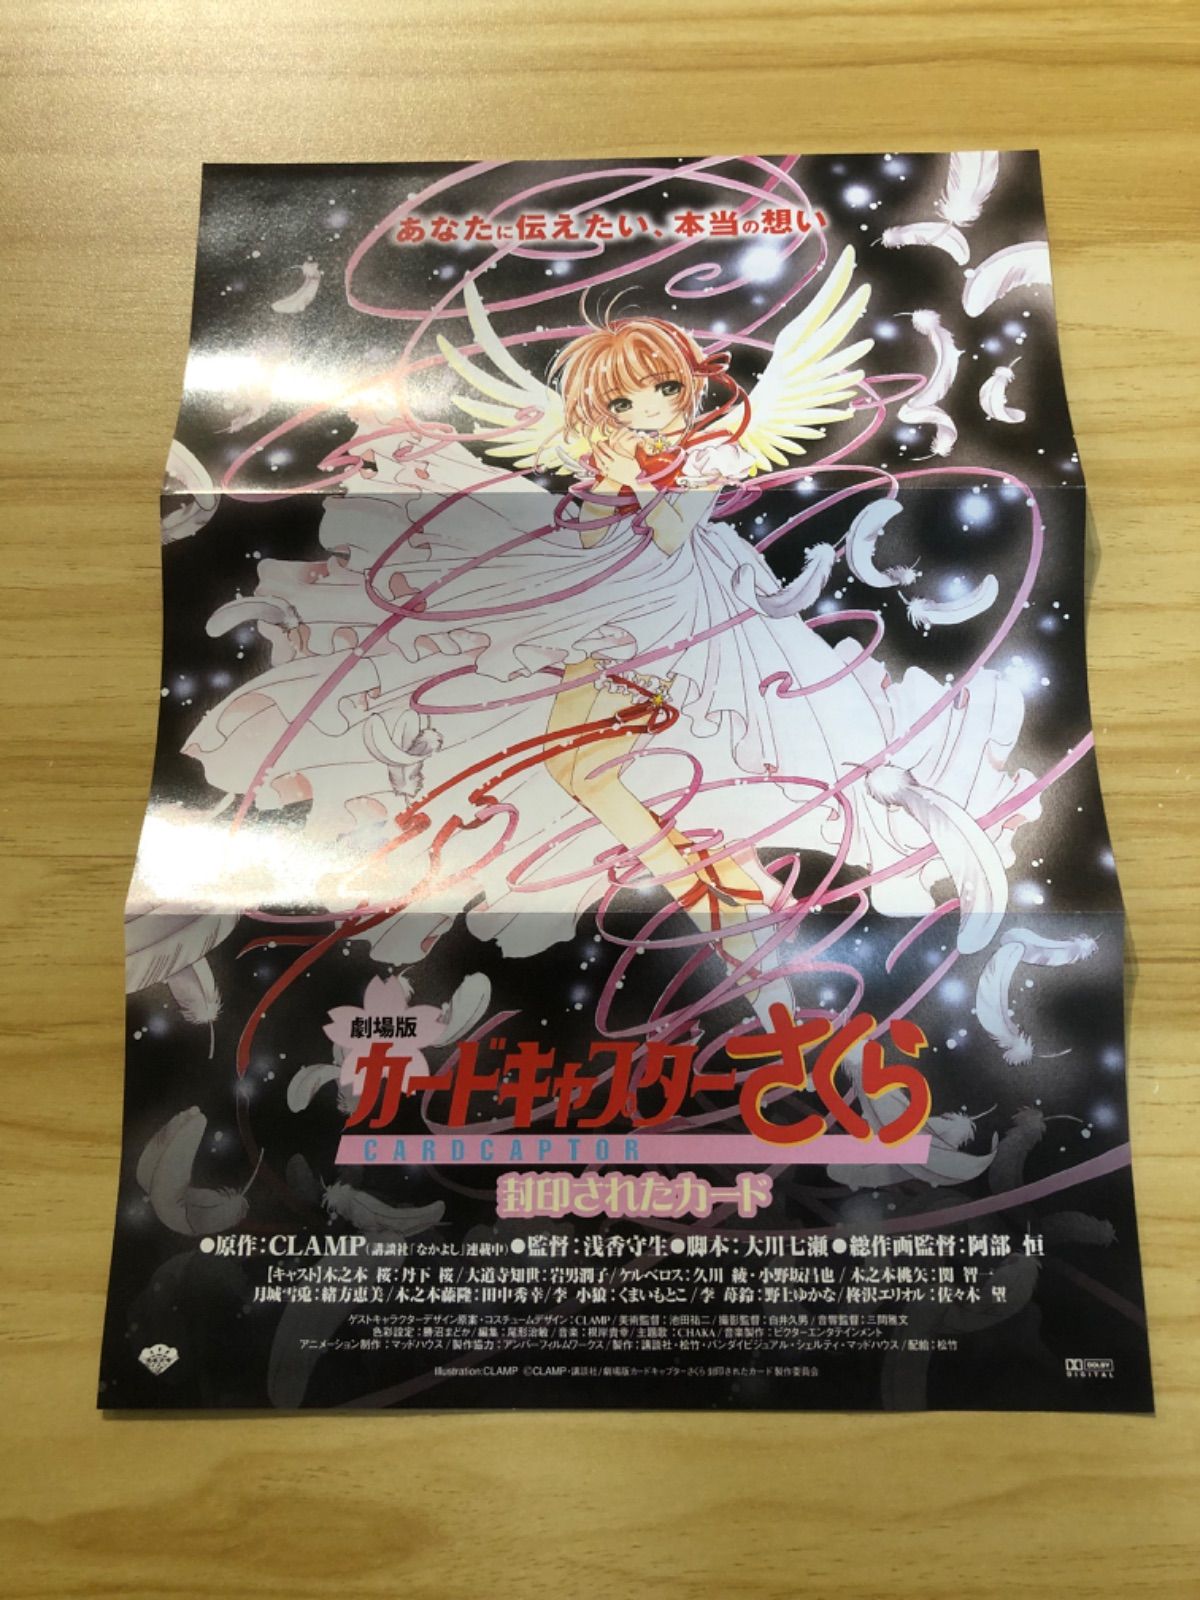 あなたに伝えたい、本当の想い
劇場版
カードキャプターさくら
CARDCAPTOR
封印されたカード
●原作：CLAMP（講談社「なかよし」連載中）●監督：浅香守生●脚本：大川七瀬●総作画監督：阿部 恒
【キャスト】木之本 桜：丹下 桜/大道寺知世：岩男潤子/ケルベロス：久川 綾・小野坂昌也/木之本桃矢：関 智一
月城雪兎：緒方恵美/木之本藤隆：田中秀幸/李 小狼：くまいもとこ/李 苺鈴：野上ゆかな/柊沢エリオル：佐々木 望
ゲストキャラクターデザイン原案・コスチュームデザイン：CLAMP/美術監督：池田祐二/撮影監督：白井久男/音響監督：三間雅文
色彩設定：勝沼まどか/編集：尾形治敏/音楽：根岸貴幸/主題歌：CHAKA/音楽製作：ビクターエンタテインメント
アニメーション制作：マッドハウス/製作協力：アンバーフィルムワークス/製作：講談社・松竹・バンダイビジュアル・シェルティ・マッドハウス/配給：松竹
Illustration:CLAMP ©CLAMP・講談社/劇場版カードキャプターさくら 封印されたカード 製作委員会
DOLBY
DIGITAL